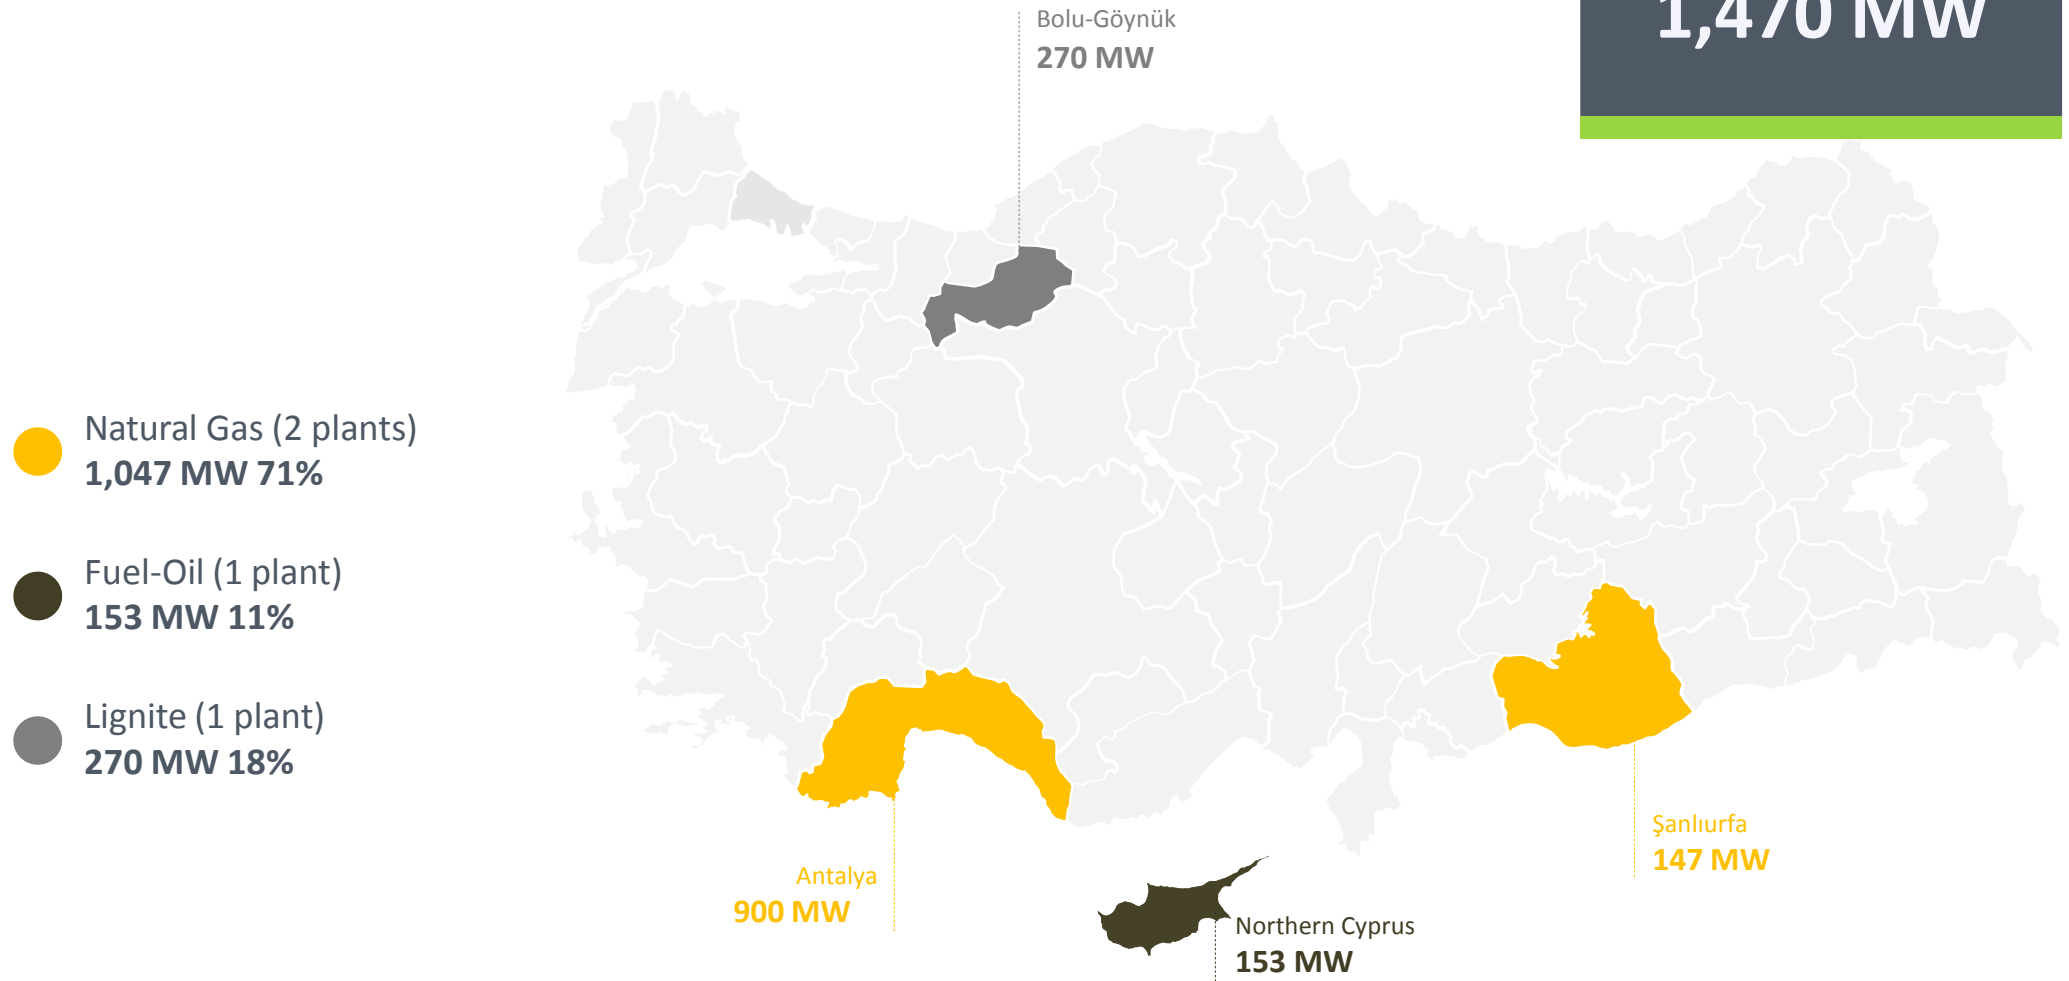 1,470 MW
Bolu-Göynük
270 MW
Natural Gas (2 plants)
1,047 MW 71%
Fuel-Oil (1 plant)
153 MW 11%
Lignite (1 plant)
270 MW 18%
Antalya
900 MW
Şanlıurfa
147 MW
Northern Cyprus
153 MW